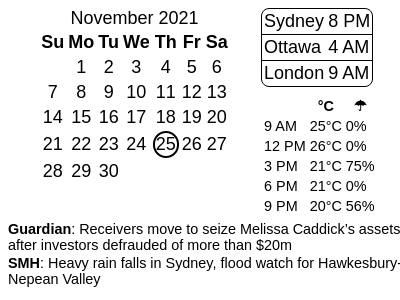 November 2021
Su Mo Tu We Th Fr Sa
1 2 3 4 5 6
7 8 9 10 11 12 13
14 15 16 17 18 19 20
21 22 23 24 25 26 27
28 29 30
Sydney 8 PM
Ottawa 4 AM
London 9 AM
°C ☂
9 AM 25°C 0%
12 PM 26°C 0%
3 PM 21°C 75%
6 PM 21°C 0%
9 PM 20°C 56%
Guardian: Receivers move to seize Melissa Caddick’s assets
after investors defrauded of more than $20m
SMH: Heavy rain falls in Sydney, flood watch for Hawkesbury-
Nepean Valley